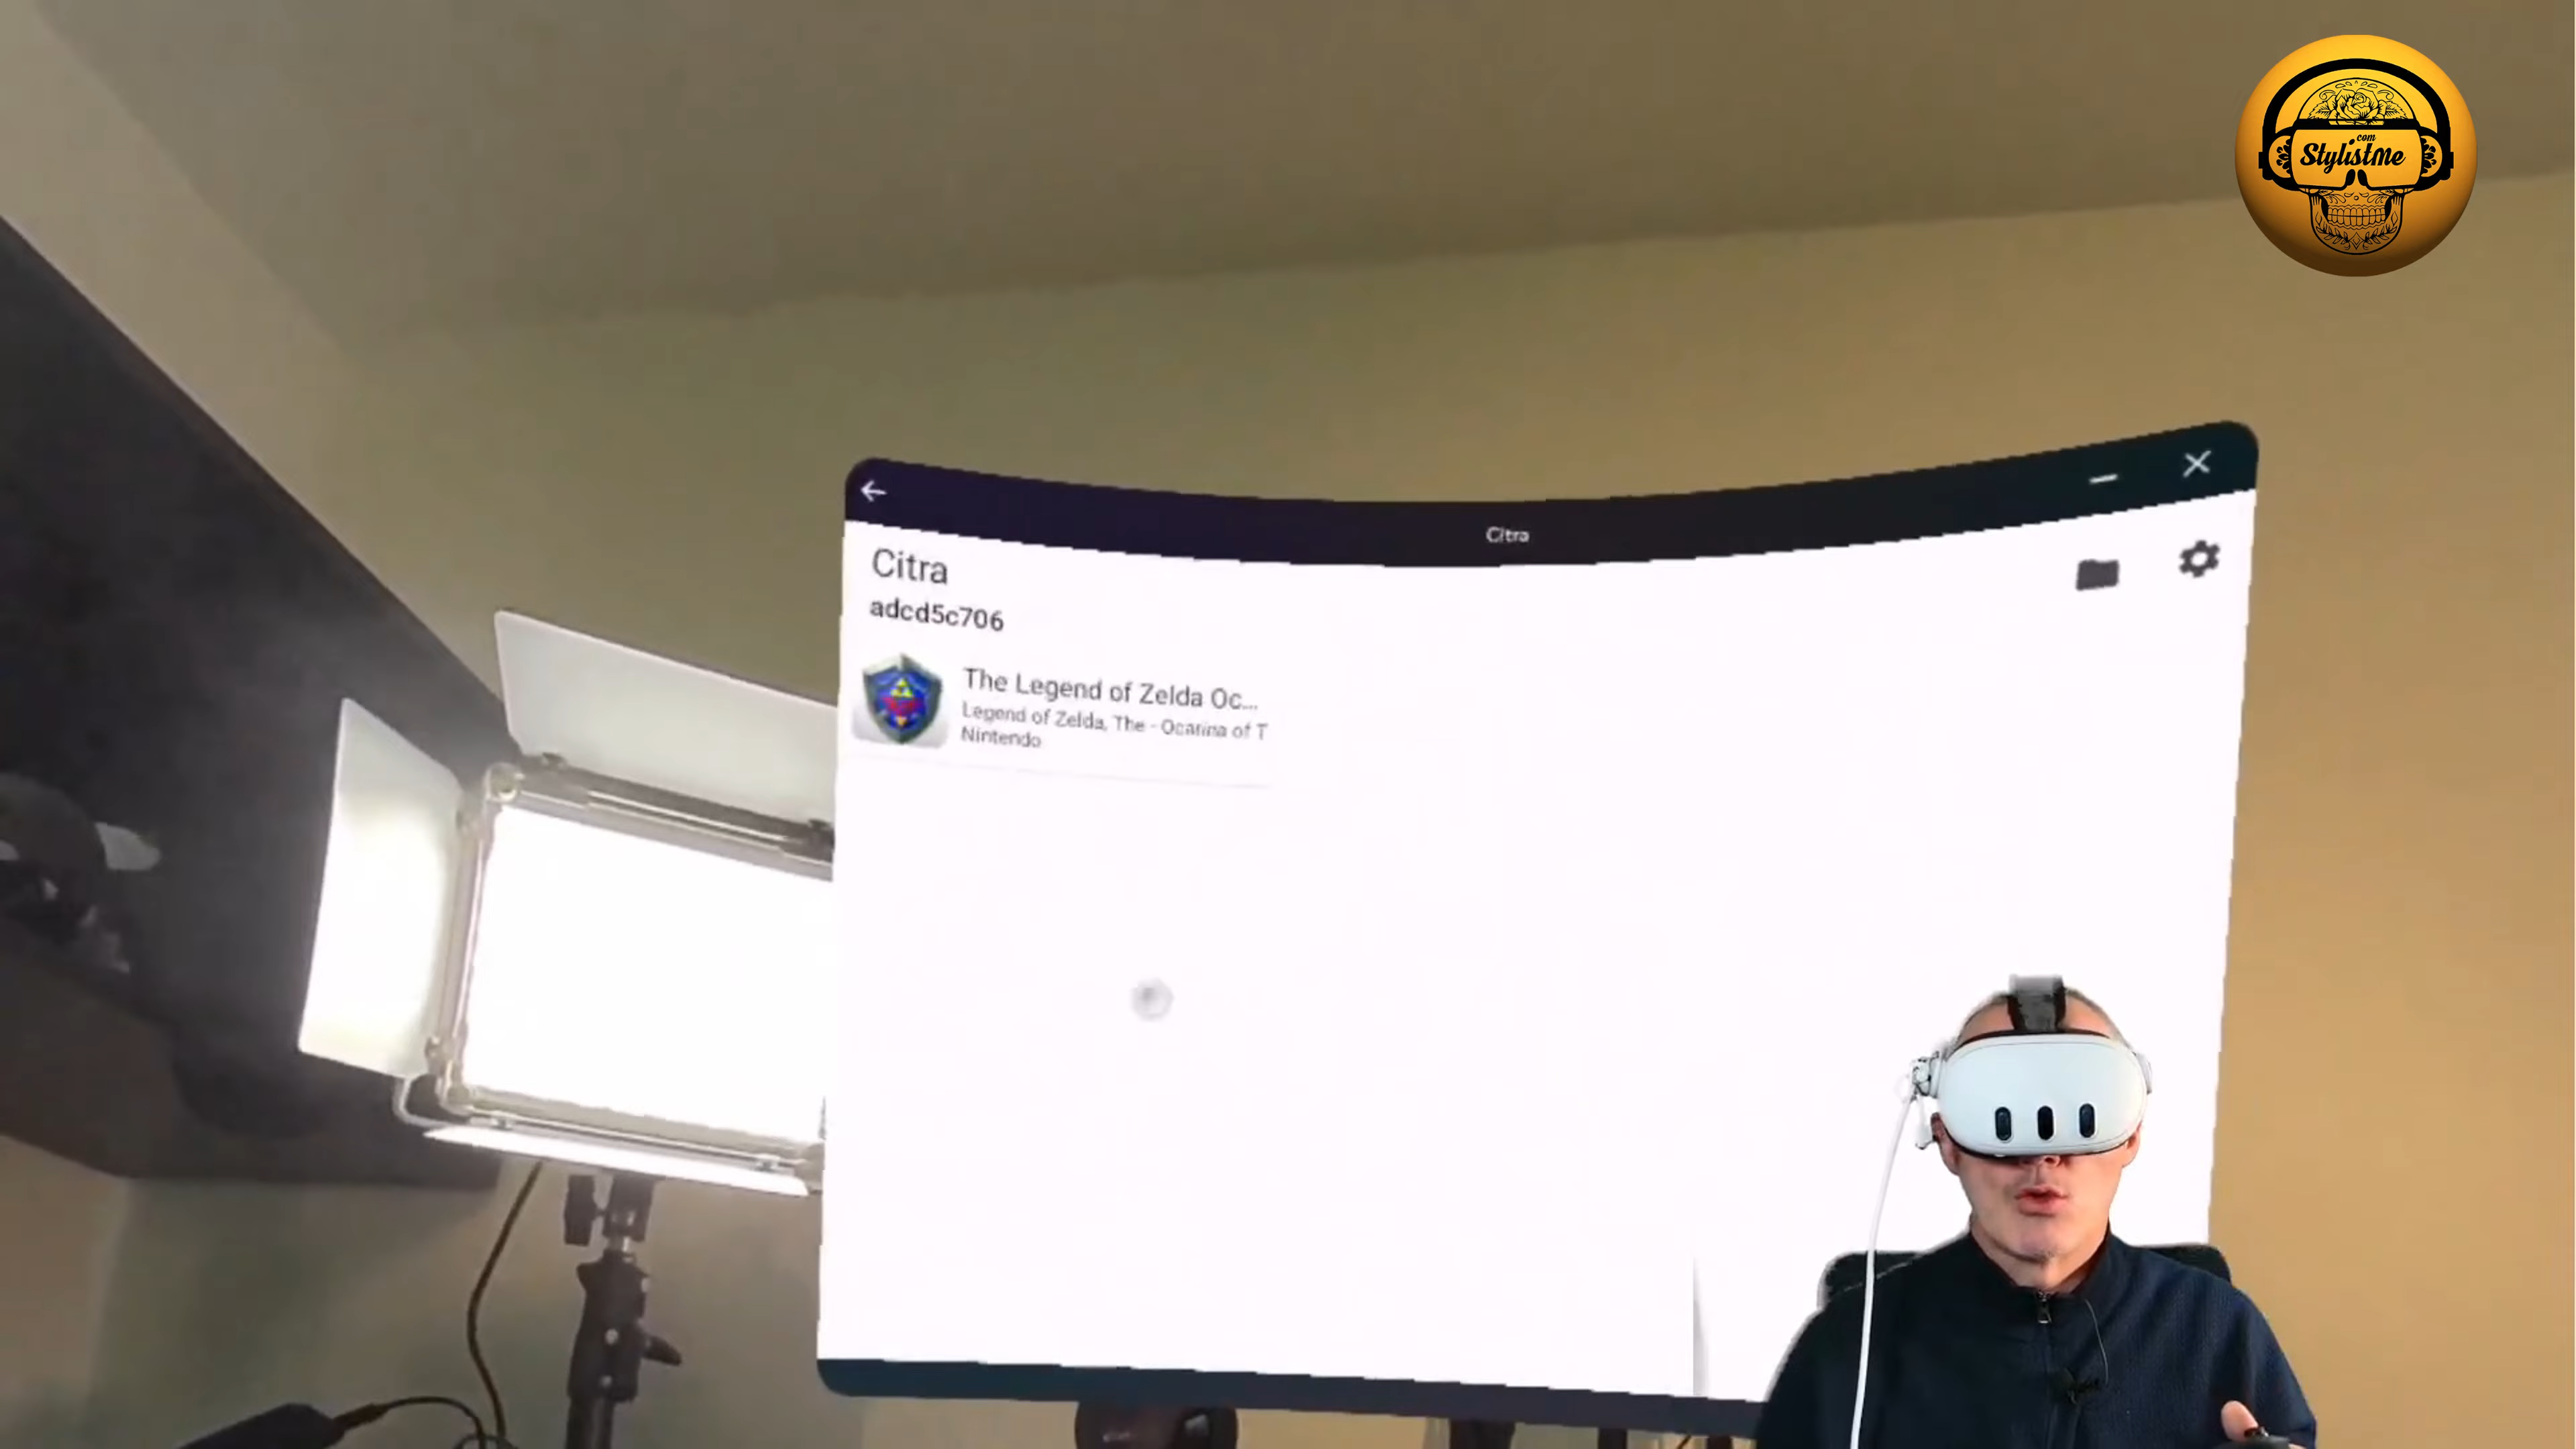 com
Stylistme
Citra
Citra
adcd5c706
The Legend of Zelda Oc...
Legend of Zelda, The - Ocarina of T
Nintendo